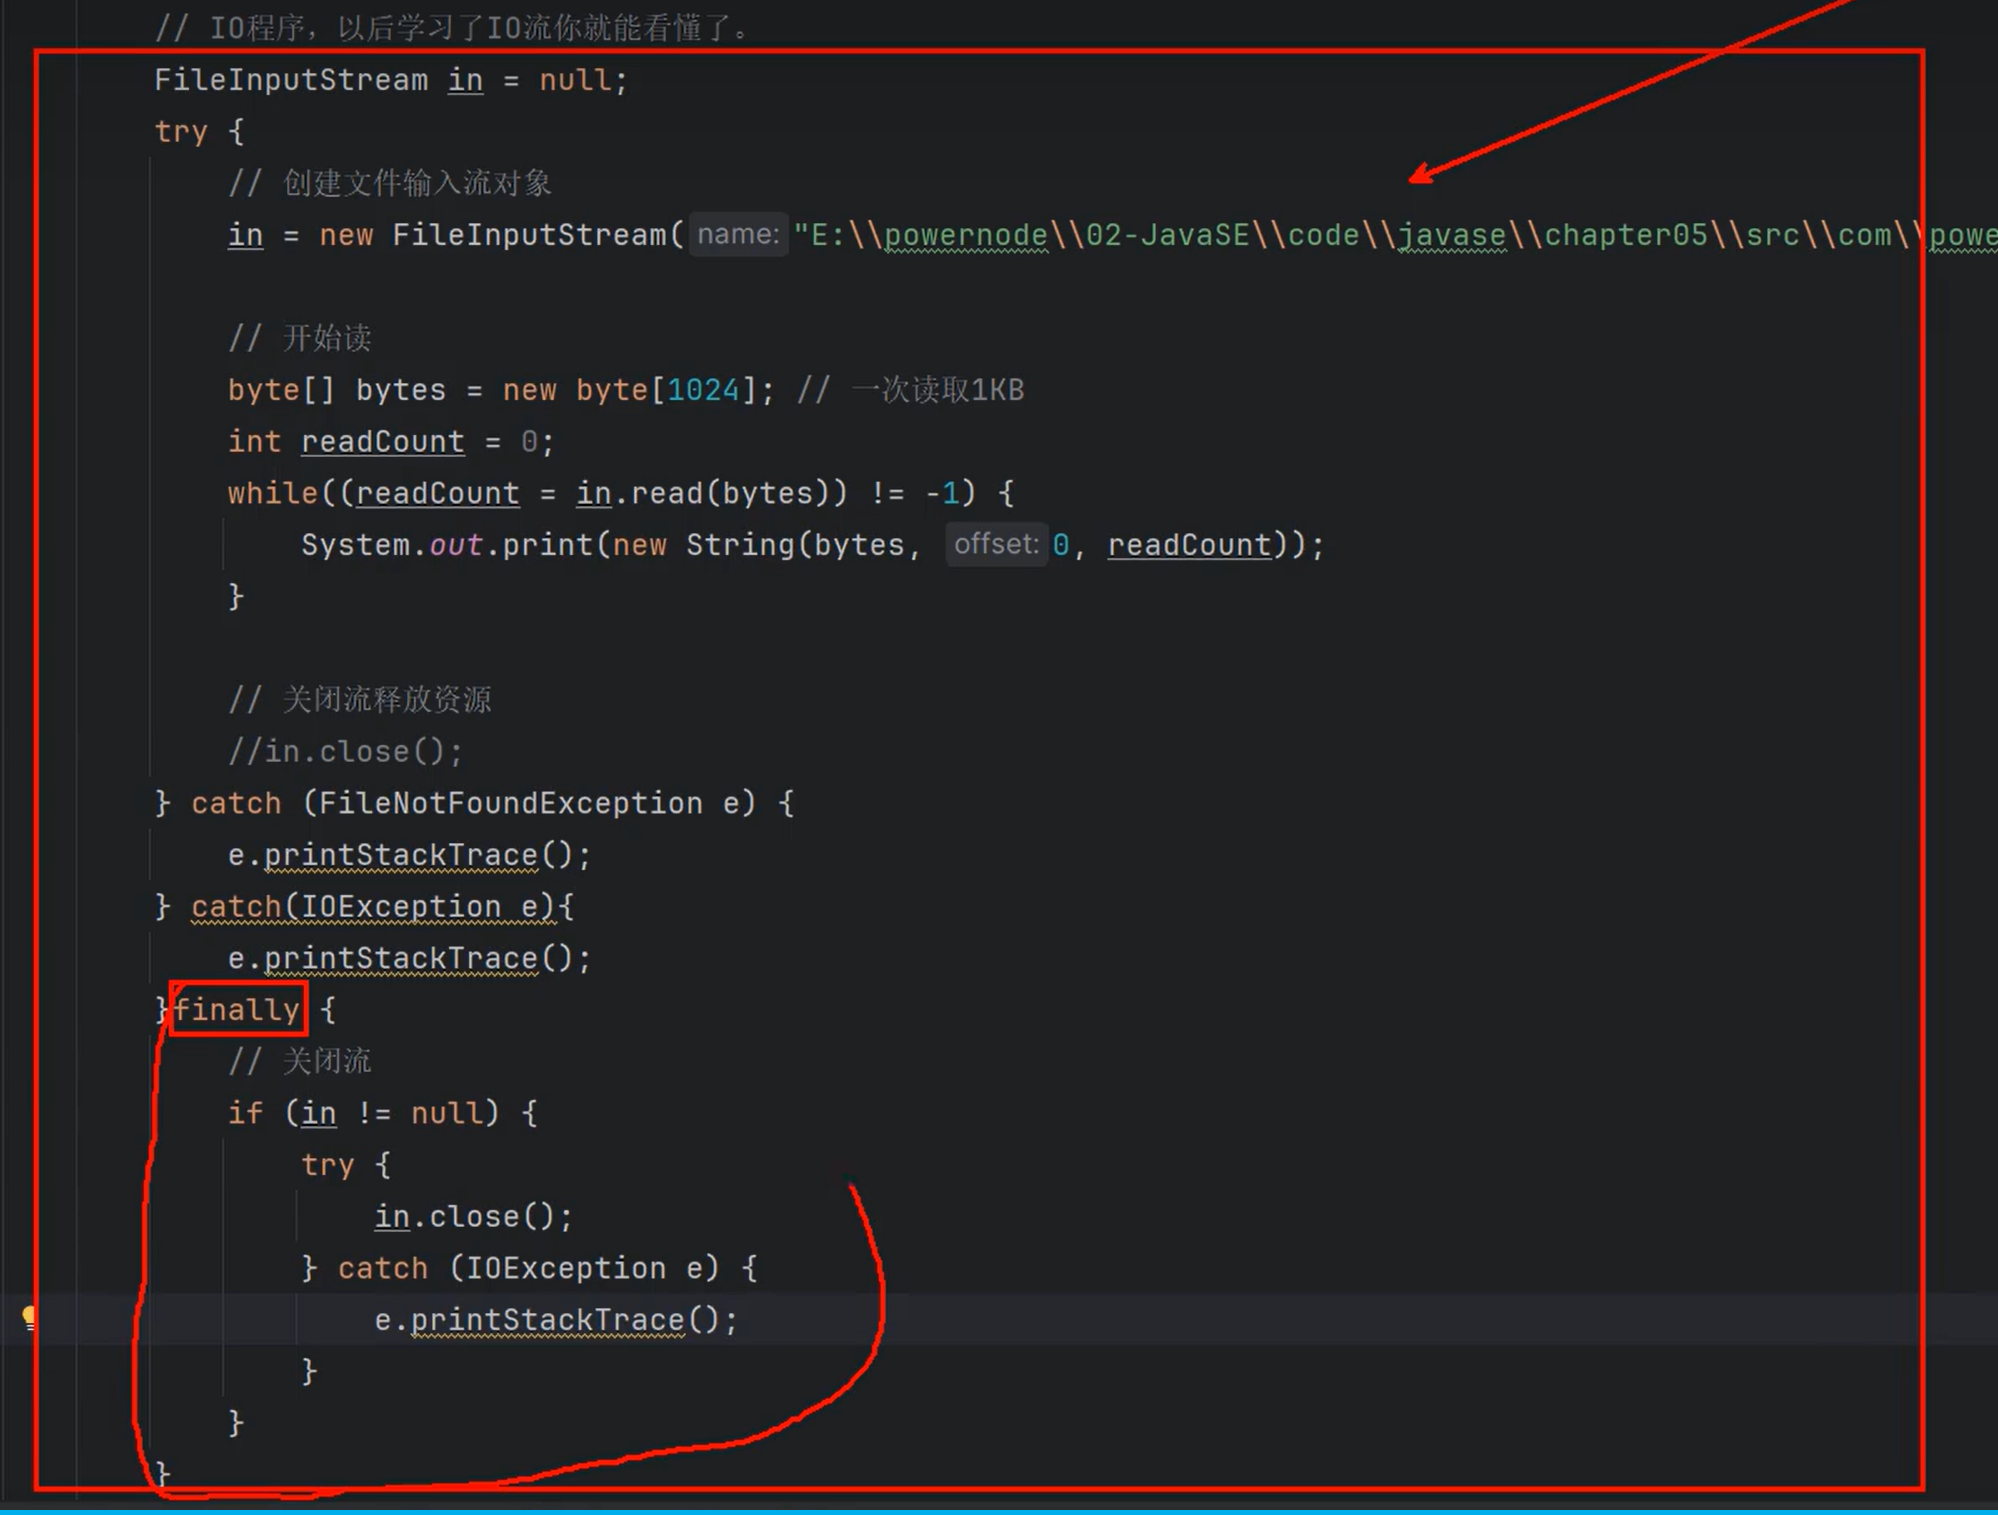 // IO程序，以后学习了IO流你就能看懂了。
FileInputStream in = null;
try {
// 创建文件输入流对象
in = new FileInputStream( name: "E:\\powernode\\02-JavaSE\\code\\javase\\chapter05\\src\\com\\powe
// 开始读
byte[] bytes = new byte[1024]; // 一次读取1KB
int readCount = 0;
while((readCount = in.read(bytes)) != -1) {
System.out.print(new String(bytes, offset: 0, readCount));
}
// 关闭流释放资源
//in.close();
} catch (FileNotFoundException e) {
e.printStackTrace();
} catch(IOException e){
e.printStackTrace();
}finally {
// 关闭流
if (in != null) {
try {
in.close();
} catch (IOException e) {
e.printStackTrace();
}
}
}